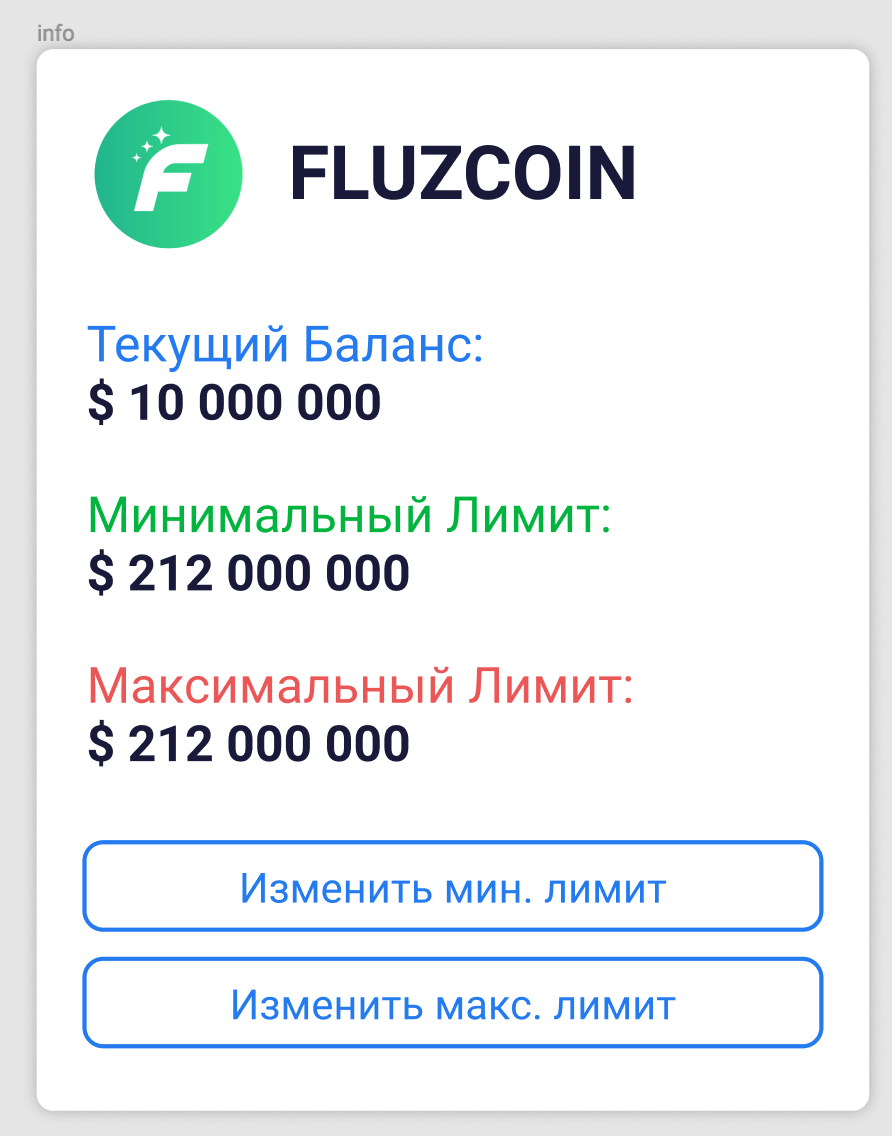 info
FLUZCOIN
Текущий Баланс:
$ 10 000 000
Минимальный Лимит:
$ 212 000 000
Максимальный Лимит:
$ 212 000 000
Изменить мин. лимит
Изменить макс. лимит